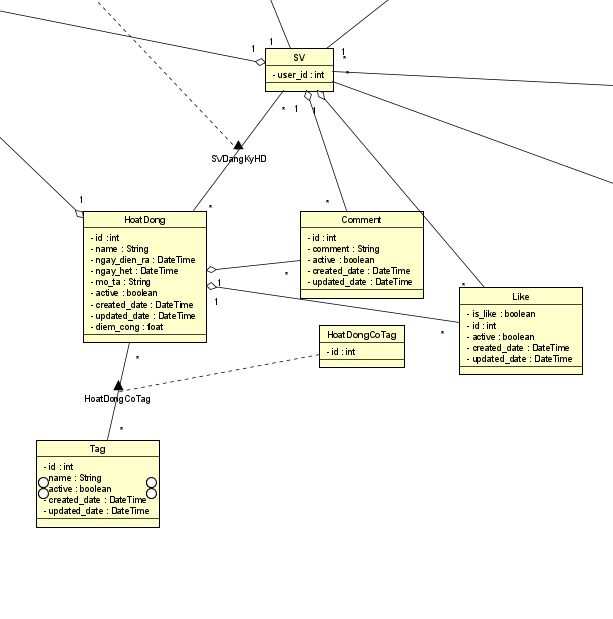 1
1
1
*
SV
- user_id : int
*
*
1
1
SVDangKyHD
1
*
*
HoatDong
- id : int
- name : String
- ngay_dien_ra : DateTime
- ngay_het : DateTime
- mo_ta : String
- active : boolean
- created_date : DateTime
- updated_date : DateTime
- diem_cong : float
Comment
- id : int
- comment : String
- active : boolean
- created_date : DateTime
- updated_date : DateTime
*
1
1
*
*
Like
- is_like : boolean
- id : int
- active : boolean
- created_date : DateTime
- updated_date : DateTime
HoatDongCoTag
- id : int
*
HoatDongCoTag
*
Tag
- id : int
name : String
active : boolean
- created_date : DateTime
- updated_date : DateTime